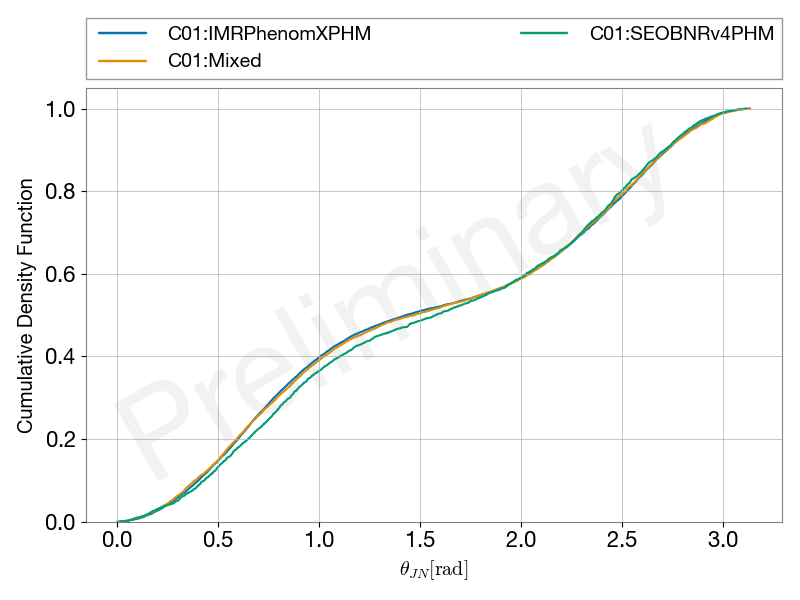 C01:IMRPhenomXPHM
C01:Mixed
C01:SEOBNRv4PHM
Preliminary
Cumulative Density Function
1.0
0.8
0.6
0.4
0.2
0.0
0.0 0.5 1.0 1.5 2.0 2.5 3.0
θ_JN[rad]